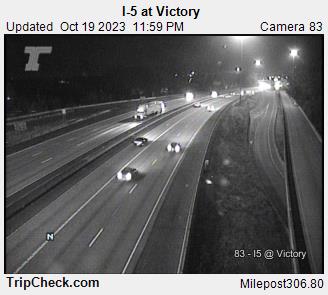 I-5 at Victory
Updated Oct 19 2023 11:59 PM Camera 83
T
N
83 - I5 @ Victory
TripCheck.com Milepost306.80